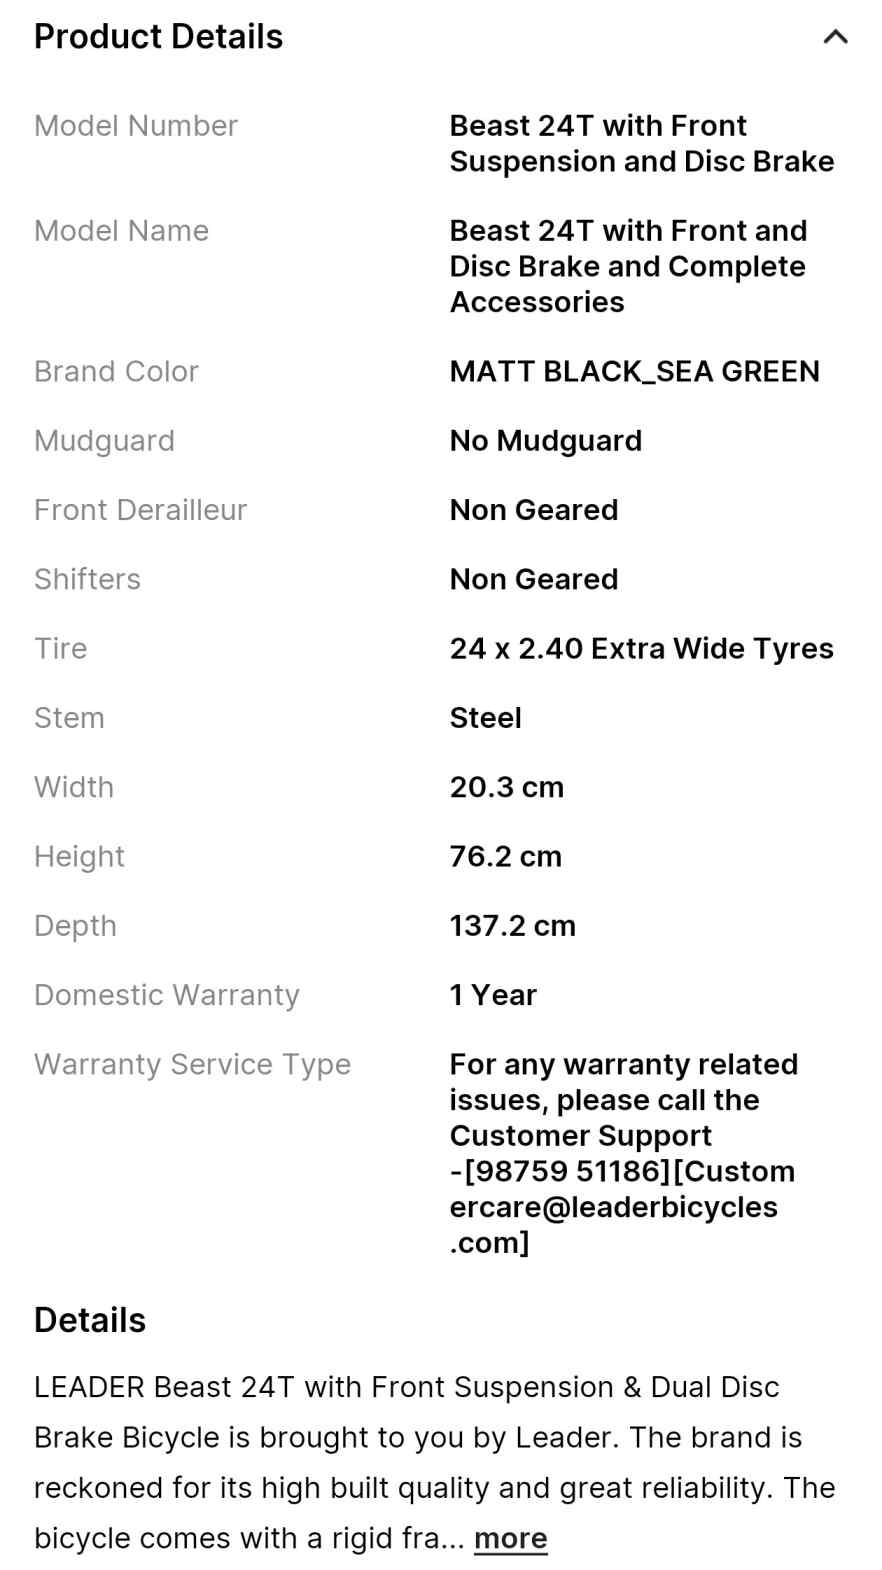 Product Details
Model Number
Beast 24T with Front
Suspension and Disc Brake
Model Name
Beast 24T with Front and
Disc Brake and Complete
Accessories
Brand Color
MATT BLACK_SEA GREEN
Mudguard
No Mudguard
Front Derailleur
Non Geared
Shifters
Non Geared
Tire
24 x 2.40 Extra Wide Tyres
Stem
Steel
Width
20.3 cm
Height
76.2 cm
Depth
137.2 cm
Domestic Warranty
1 Year
Warranty Service Type
For any warranty related
issues, please call the
Customer Support
-[98759 51186][Custom
ercare@leaderbicycles
.com]
Details
LEADER Beast 24T with Front Suspension & Dual Disc
Brake Bicycle is brought to you by Leader. The brand is
reckoned for its high built quality and great reliability. The
bicycle comes with a rigid fra... more